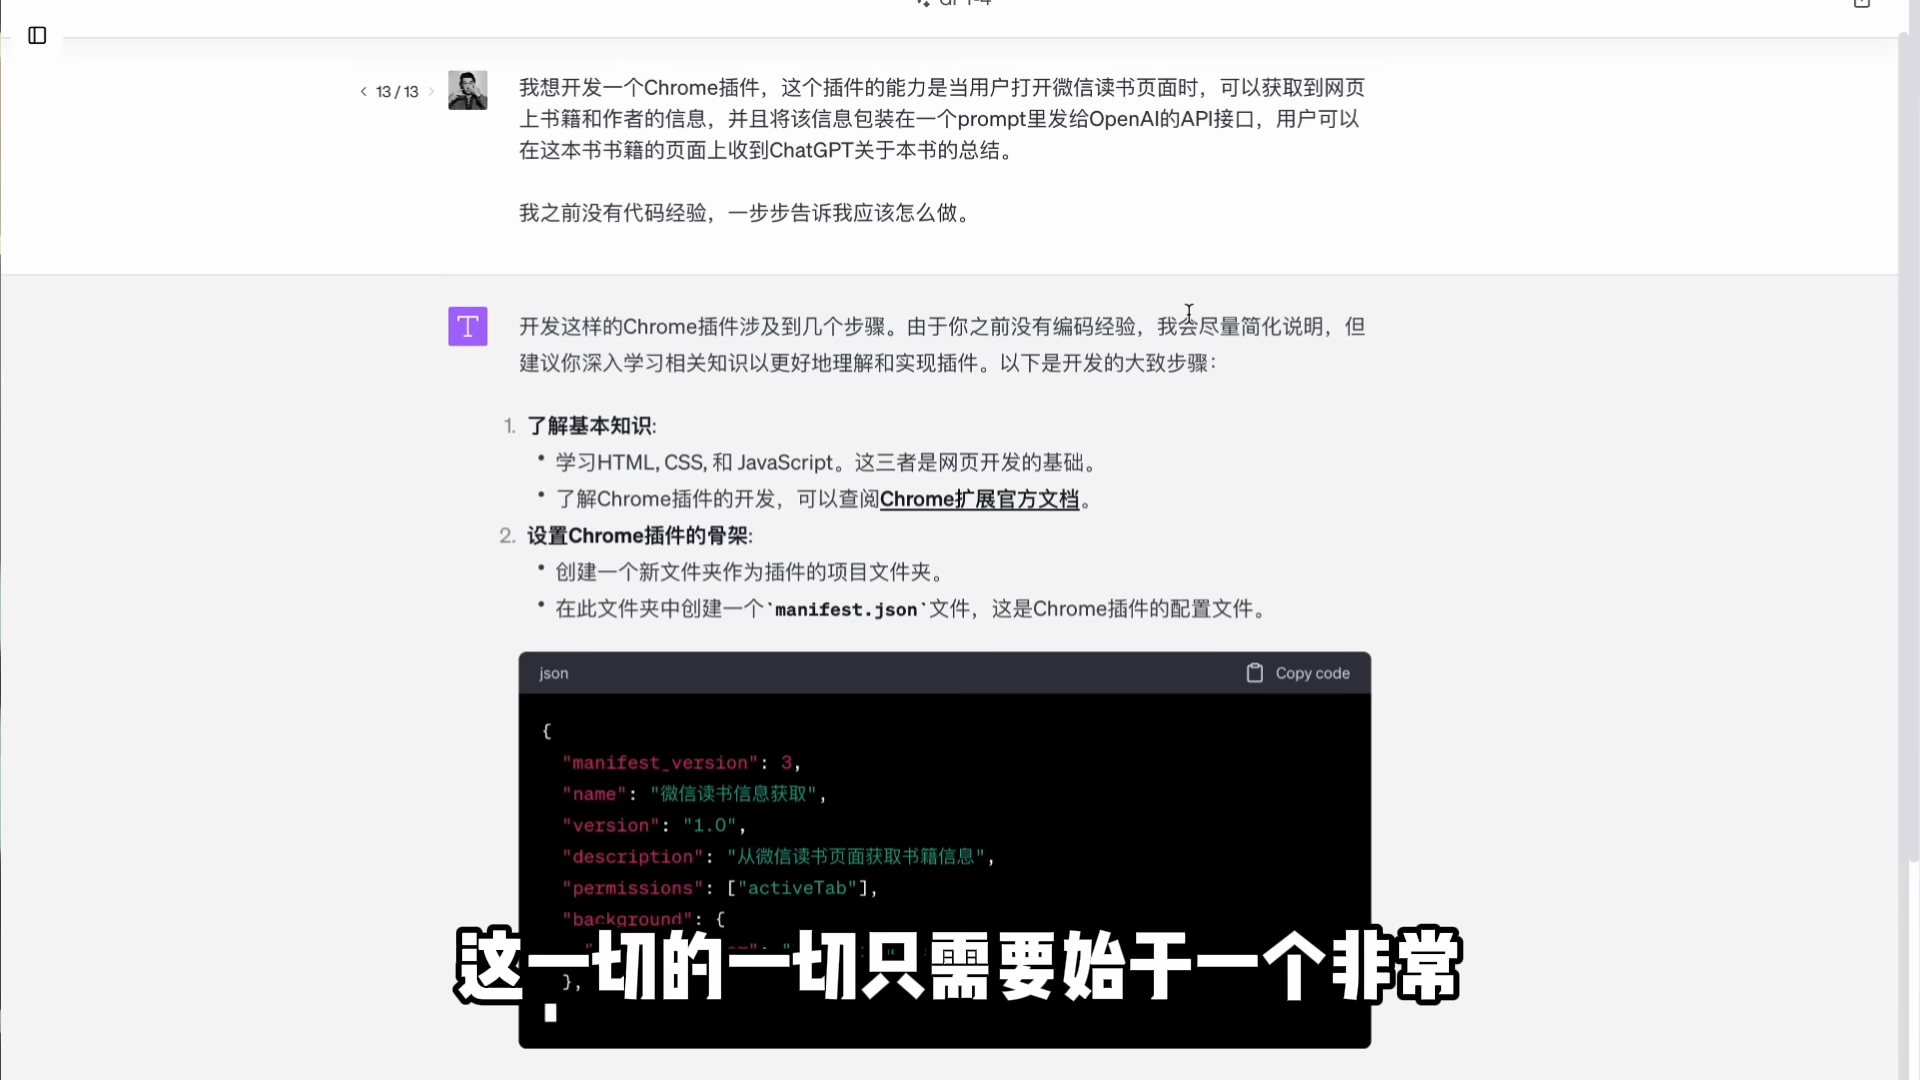 13 / 13
我想开发一个Chrome插件，这个插件的能力是当用户打开微信读书页面时，可以获取到网页
上书籍和作者的信息，并且将该信息包装在一个prompt里发给OpenAI的API接口，用户可以
在这本书书籍的页面上收到ChatGPT关于本书的总结。
我之前没有代码经验，一步步告诉我应该怎么做。
T
开发这样的Chrome插件涉及到几个步骤。由于你之前没有编码经验，我会尽量简化说明，但
建议你深入学习相关知识以更好地理解和实现插件。以下是开发的大致步骤：
1. 了解基本知识:
• 学习HTML, CSS, 和 JavaScript。这三者是网页开发的基础。
• 了解Chrome插件的开发，可以查阅Chrome扩展官方文档。
2. 设置Chrome插件的骨架:
• 创建一个新文件夹作为插件的项目文件夹。
• 在此文件夹中创建一个`manifest.json`文件，这是Chrome插件的配置文件。
json
Copy code
{
"manifest_version": 3,
"name": "微信读书信息获取",
"version": "1.0",
"description": "从微信读书页面获取书籍信息",
"permissions": ["activeTab"],
"background": {
},
这一切的一切只需要始于一个非常